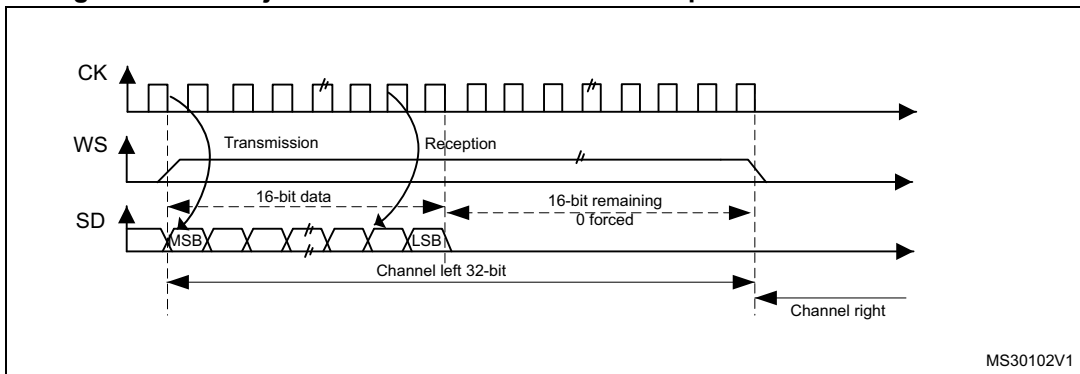 CK
WS
Transmission
Reception
16-bit data
16-bit remaining
0 forced
SD
MSB
LSB
Channel left 32-bit
Channel right
MS30102V1